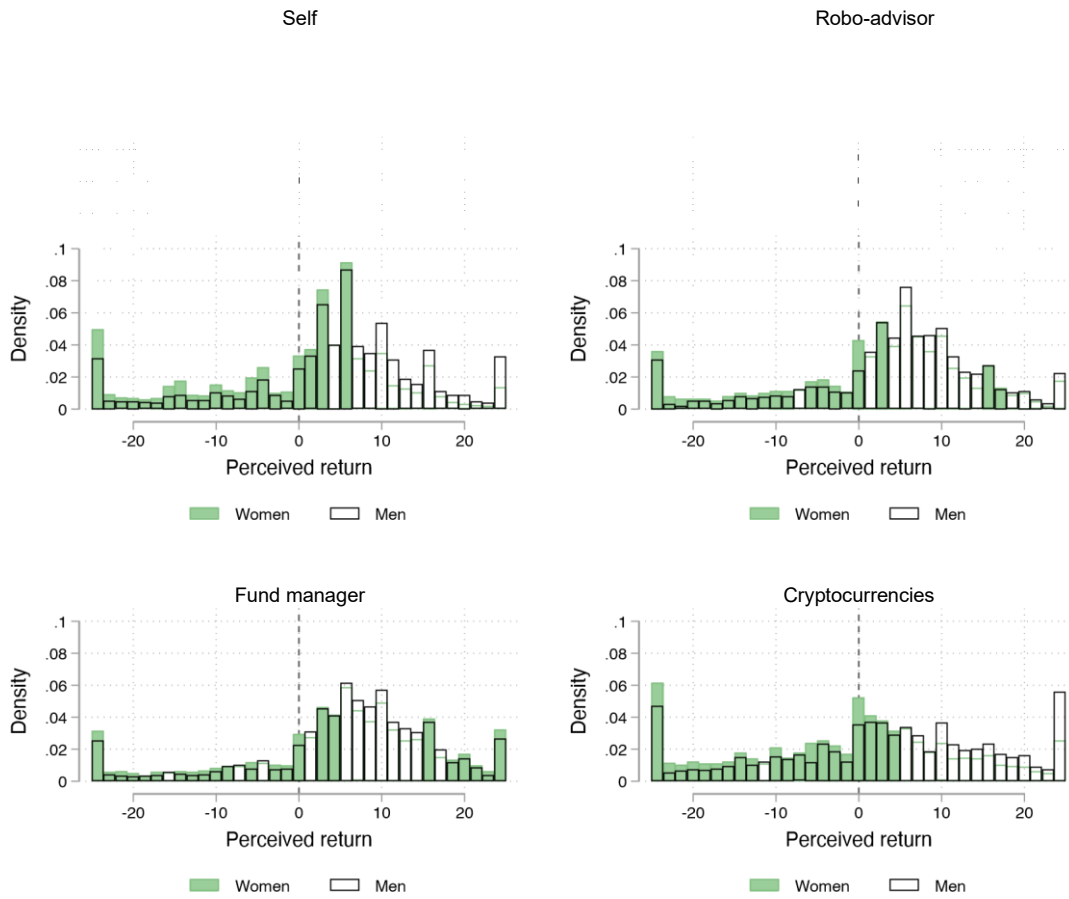 Self
Robo-advisor
.1
.08
.06
.04
.02
0
Density
-20 -10 0 10 20
Perceived return
Women Men
.1
.08
.06
.04
.02
0
Density
-20 -10 0 10 20
Perceived return
Women Men
Fund manager
Cryptocurrencies
.1
.08
.06
.04
.02
0
Density
-20 -10 0 10 20
Perceived return
Women Men
.1
.08
.06
.04
.02
0
Density
-20 -10 0 10 20
Perceived return
Women Men